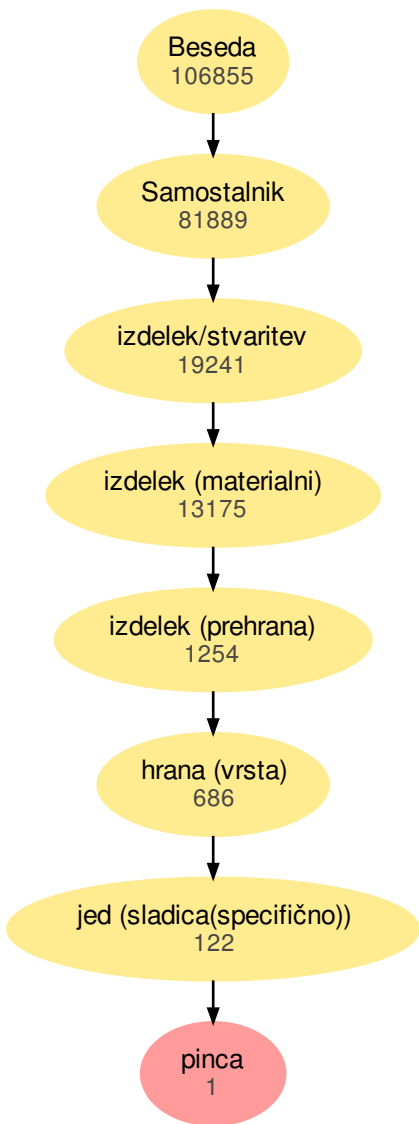 Beseda
106855
Samostalnik
81889
izdelek/stvaritev
19241
izdelek (materialni)
13175
izdelek (prehrana)
1254
hrana (vrsta)
686
jed (sladica(specifično))
122
pinca
1